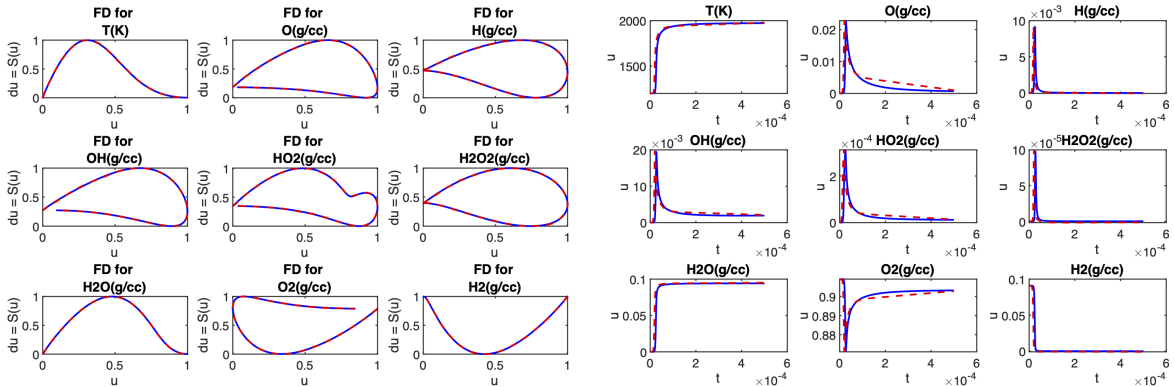 FD for
T(K)
du = S(u)
1
0.5
0
0
0.5
1
u
FD for
O(g/cc)
du = S(u)
1
0.5
0
0
0.5
1
u
FD for
H(g/cc)
du = S(u)
1
0.5
0
0
0.5
1
u
FD for
OH(g/cc)
du = S(u)
1
0.5
0
0
0.5
1
u
FD for
HO2(g/cc)
du = S(u)
1
0.5
0
0
0.5
1
u
FD for
H2O2(g/cc)
du = S(u)
1
0.5
0
0
0.5
1
u
FD for
H2O(g/cc)
du = S(u)
1
0.5
0
0
0.5
1
u
FD for
O2(g/cc)
du = S(u)
1
0.5
0
0
0.5
1
u
FD for
H2(g/cc)
du = S(u)
1
0.5
0
0
0.5
1
u
T(K)
u
2000
1500
0 2 4 6
t
×10-4
O(g/cc)
u
0.02
0.01
0
0 2 4 6
t
×10-4
H(g/cc)
×10-3
u
10
5
0
0 2 4 6
t
×10-4
OH(g/cc)
×10-3
u
20
10
0
0 2 4 6
t
×10-4
HO2(g/cc)
×10-4
u
2
0
0 2 4 6
t
×10-4
H2O2(g/cc)
×10-5
u
10
5
0
0 2 4 6
t
×10-4
H2O(g/cc)
u
0.1
0.05
0
0 2 4 6
t
×10-4
O2(g/cc)
u
0.9
0.89
0.88
0 2 4 6
t
×10-4
H2(g/cc)
u
0.1
0.05
0
0 2 4 6
t
×10-4